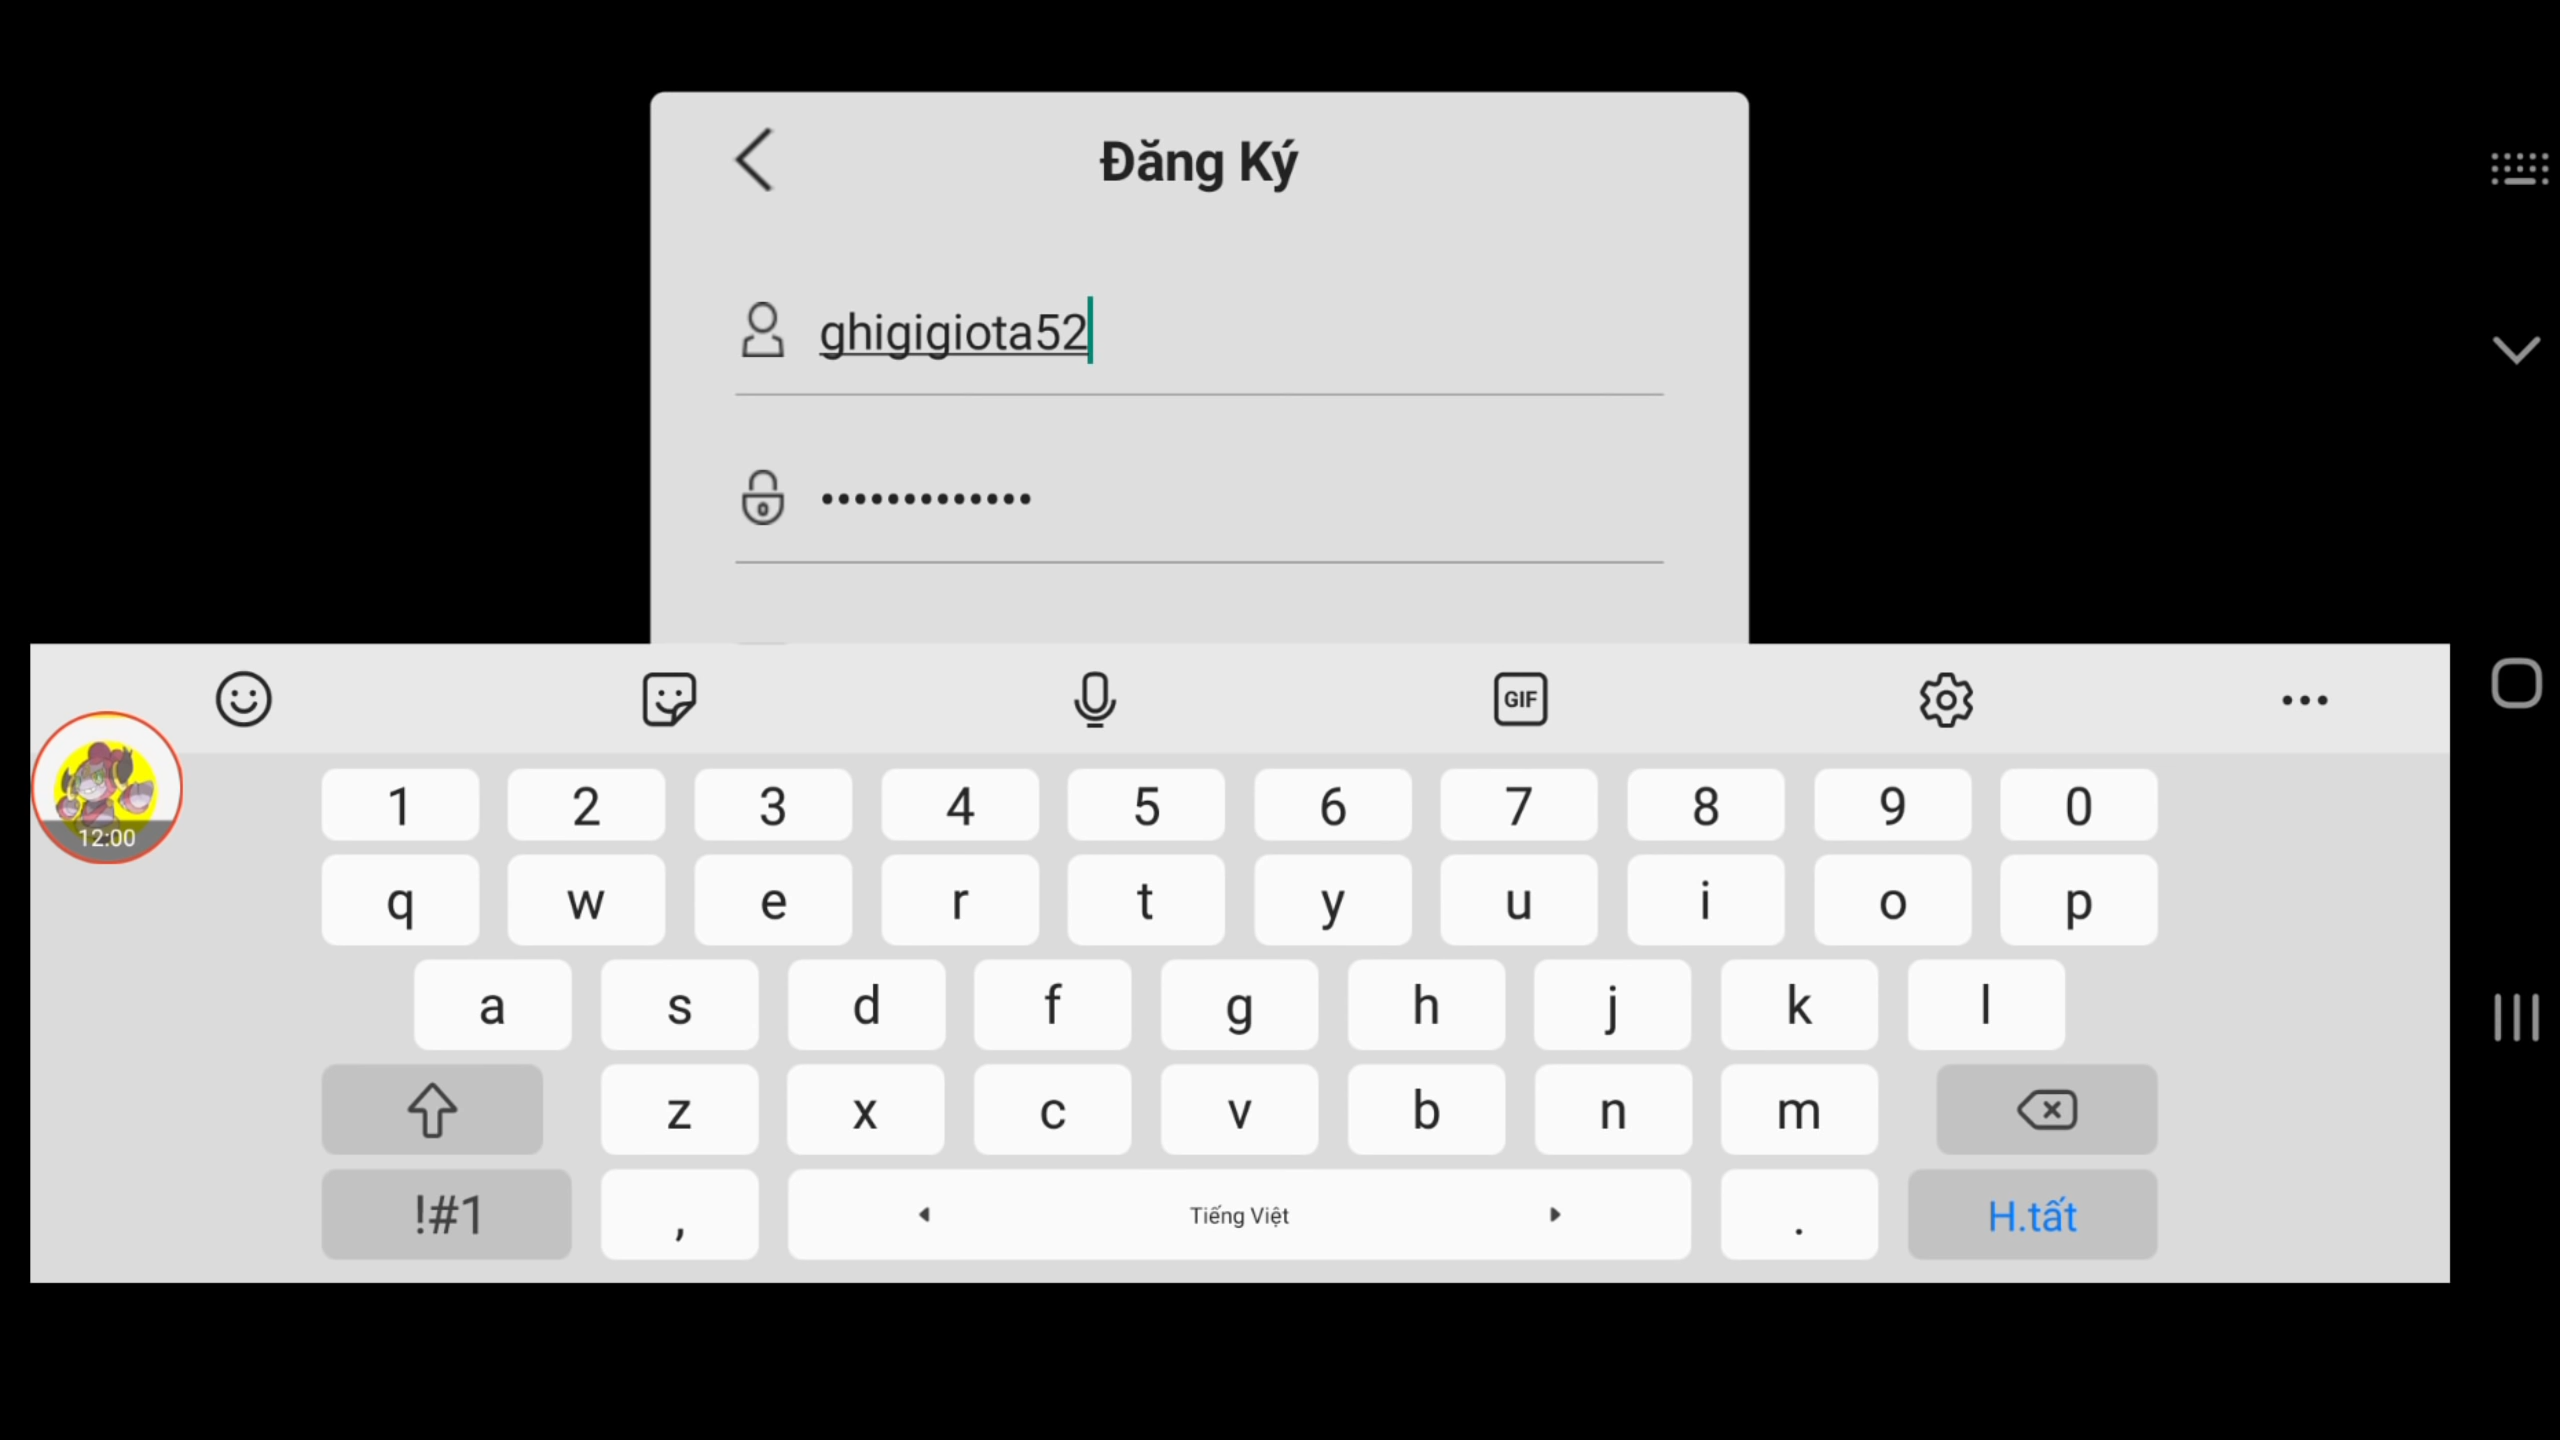 Đăng Ký
ghigigiota52
•••••••••••••
GIF
12:00
1 2 3 4 5 6 7 8 9 0
q w e r t y u i o p
a s d f g h j k l
z x c v b n m
!#1 , Tiếng Việt . H.tất